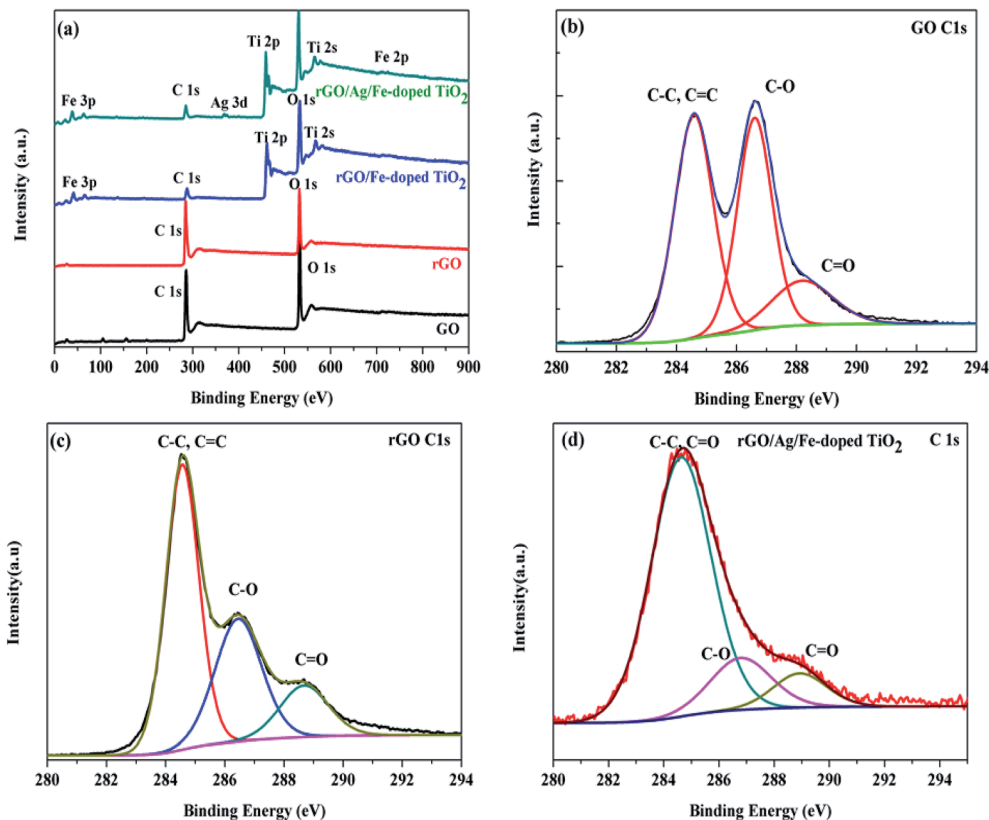 (a)
Ti 2p
Ti 2s
Fe 2p
Fe 3p
C 1s
Ag 3d
rGO/Ag/Fe-doped TiO2
O 1s
Ti 2p
Ti 2s
Fe 3p
C 1s
rGO/Fe-doped TiO2
O 1s
C 1s
rGO
C 1s
O 1s
GO
Intensity (a.u.)
0 100 200 300 400 500 600 700 800 900
Binding Energy (eV)
(b)
GO C1s
C-C, C=C
C-O
C=O
Intensity (a.u.)
280 282 284 286 288 290 292 294
Binding Energy (eV)
(c)
rGO C1s
C-C, C=C
C-O
C=O
Intensity(a.u)
280 282 284 286 288 290 292 294
Binding Energy (eV)
(d)
C-C, C=O
rGO/Ag/Fe-doped TiO2
C 1s
C-O
C=O
Intensity(a.u.)
280 282 284 286 288 290 292 294
Binding Energy (eV)